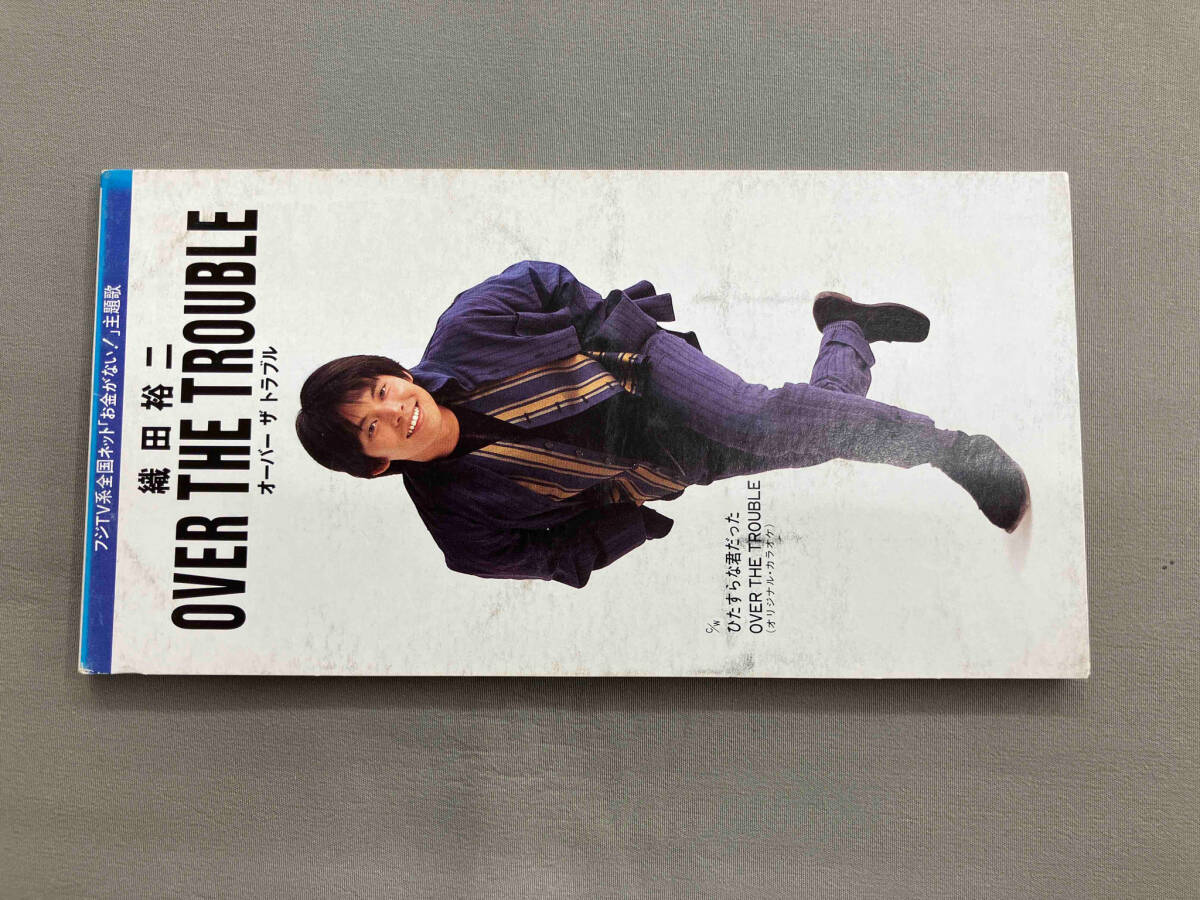 フジTV系全国ネット「お金がない!」主題歌
織田裕二
OVER THE TROUBLE
オーバー ザ トラブル
c/w
ひたすらな君だった
OVER THE TROUBLE
(オリジナル・カラオケ)